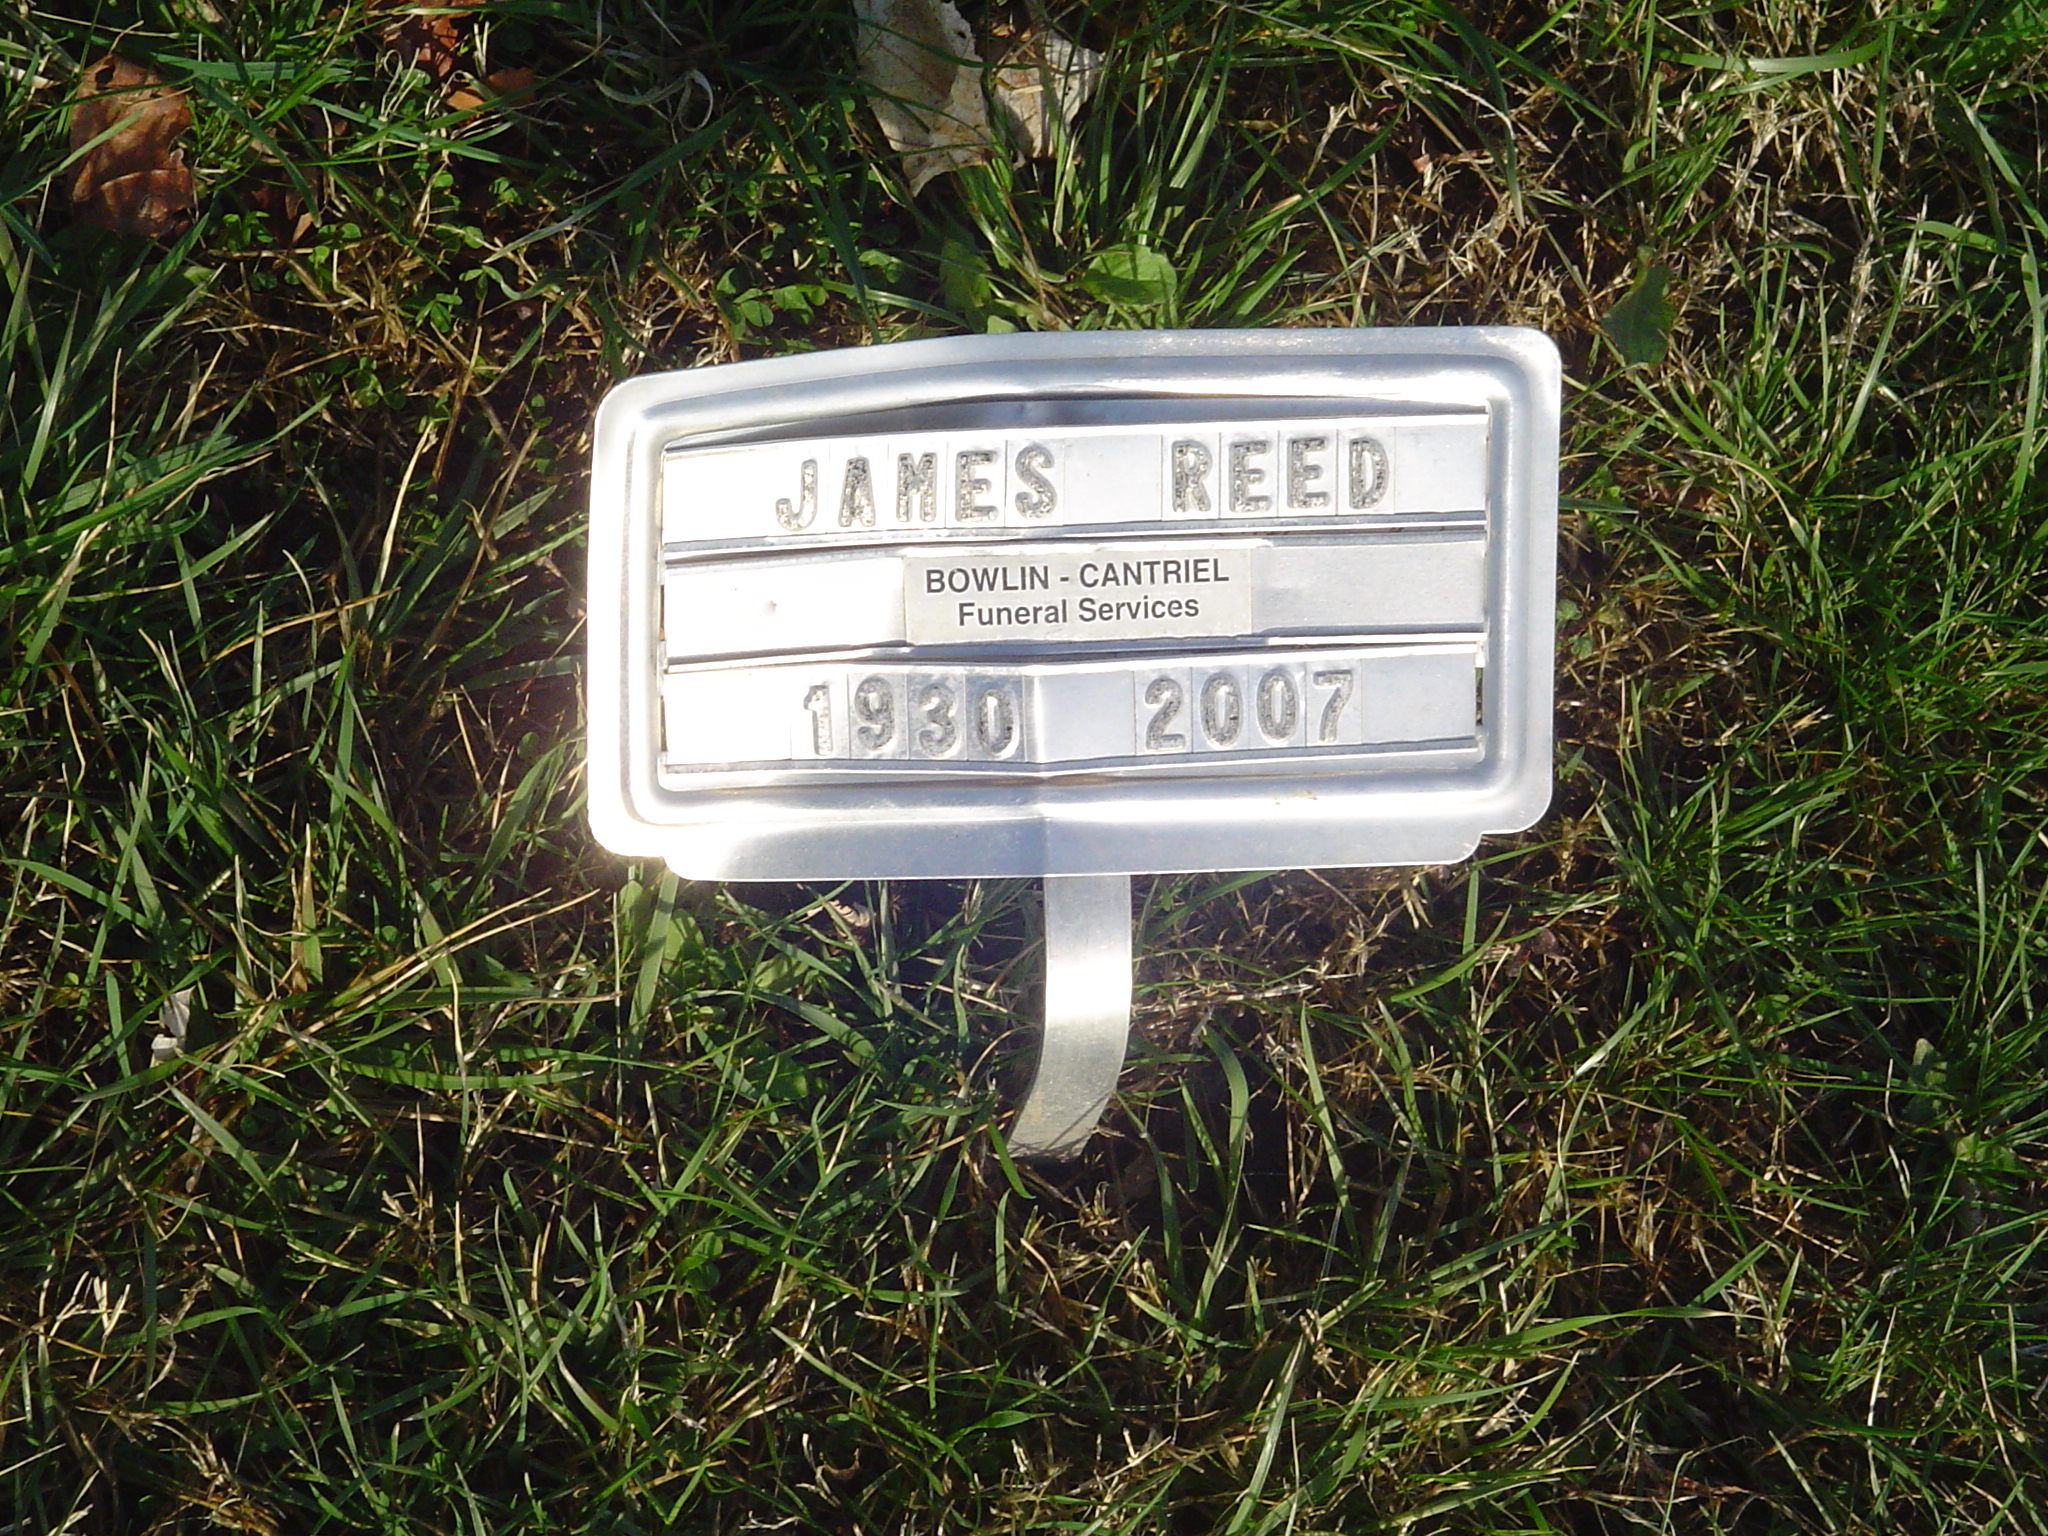 JAMES REED
BOWLIN - CANTRIEL
Funeral Services
1930 2007